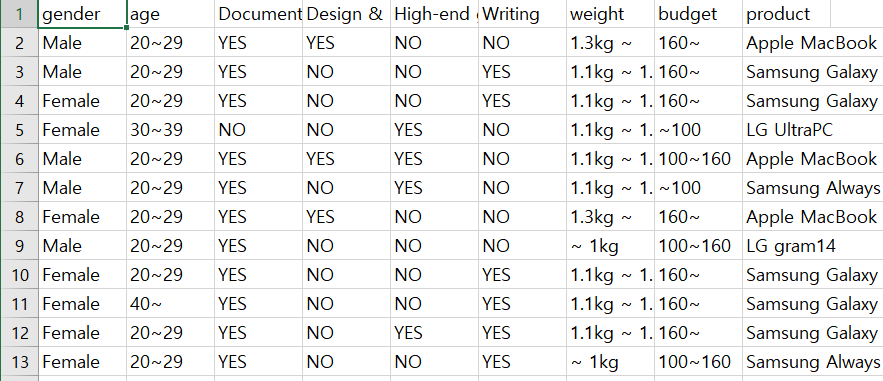 1 gender age Document Design & High-end Writing weight budget product
2 Male 20~29 YES YES NO NO 1.3kg ~ 160~ Apple MacBook
3 Male 20~29 YES NO NO YES 1.1kg ~ 1. 160~ Samsung Galaxy
4 Female 20~29 YES NO NO YES 1.1kg ~ 1. 160~ Samsung Galaxy
5 Female 30~39 NO NO YES NO 1.1kg ~ 1. ~100 LG UltraPC
6 Male 20~29 YES YES YES NO 1.1kg ~ 1. 100~160 Apple MacBook
7 Male 20~29 YES NO YES NO 1.1kg ~ 1. ~100 Samsung Always
8 Female 20~29 YES YES NO NO 1.3kg ~ 160~ Apple MacBook
9 Male 20~29 YES NO NO NO ~ 1kg 100~160 LG gram14
10 Female 20~29 YES NO NO YES 1.1kg ~ 1. 160~ Samsung Galaxy
11 Female 40~ YES NO NO YES 1.1kg ~ 1. 160~ Samsung Galaxy
12 Female 20~29 YES NO YES YES 1.1kg ~ 1. 160~ Samsung Galaxy
13 Female 20~29 YES NO NO YES ~ 1kg 100~160 Samsung Always